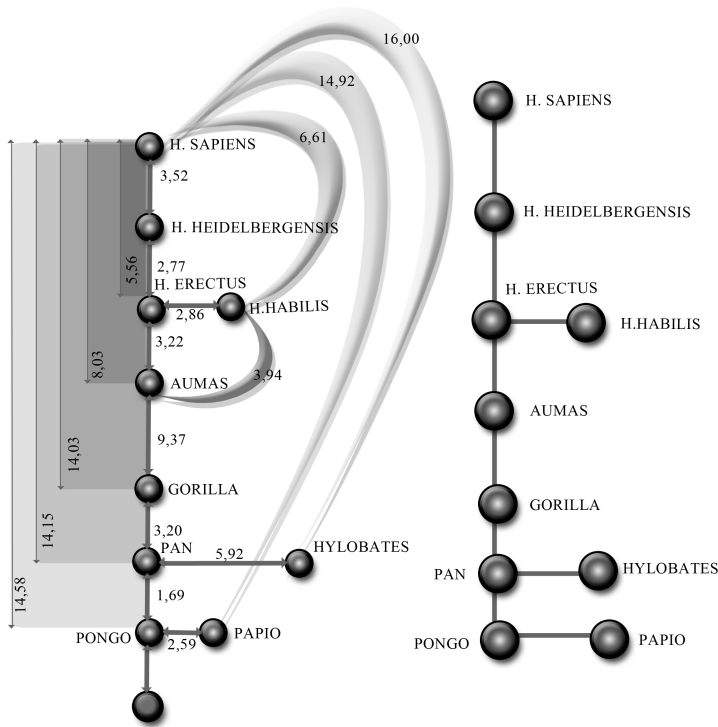 16,00
14,92
6,61
H. SAPIENS
3,52
H. HEIDELBERGENSIS
2,77
5,56
H. ERECTUS
2,86
H.HABILIS
3,22
8,03
AUMAS
3,94
9,37
14,03
GORILLA
3,20
14,15
PAN
5,92
HYLOBATES
1,69
14,58
PONGO
2,59
PAPIO
H. SAPIENS
H. HEIDELBERGENSIS
H. ERECTUS
H.HABILIS
AUMAS
GORILLA
PAN
HYLOBATES
PONGO
PAPIO